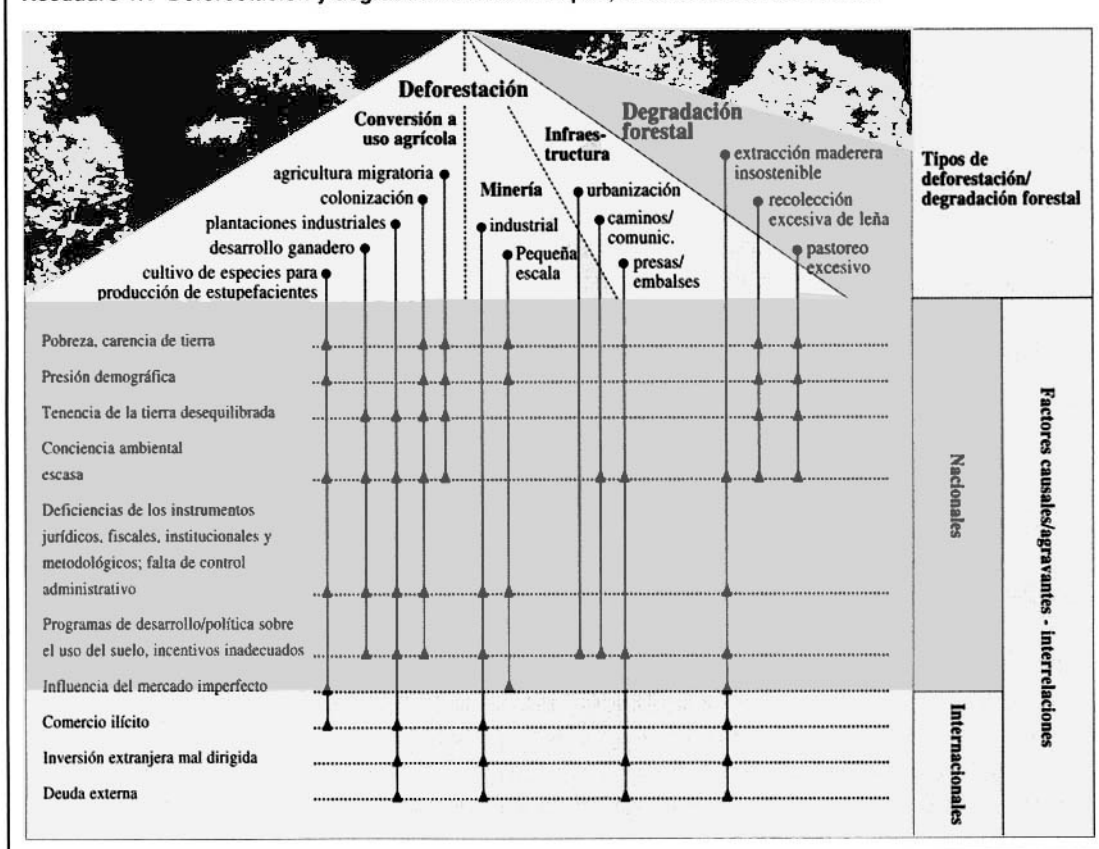 Deforestación
Conversión a
uso agrícola
agricultura migratoria
colonización
plantaciones industriales
desarrollo ganadero
cultivo de especies para
producción de estupefacientes
Minería
industrial
Pequeña
escala
Infraes-
tructura
urbanización
caminos/
comunic.
presas/
embalses
Degradación
forestal
extracción maderera
insostenible
recolección
excesiva de leña
pastoreo
excesivo
Tipos de
deforestación/
degradación forestal
Pobreza, carencia de tierra
Presión demográfica
Tenencia de la tierra desequilibrada
Conciencia ambiental
escasa
Deficiencias de los instrumentos
jurídicos, fiscales, institucionales y
metodológicos; falta de control
administrativo
Programas de desarrollo/política sobre
el uso del suelo, incentivos inadecuados
Influencia del mercado imperfecto
Comercio ilícito
Inversión extranjera mal dirigida
Deuda externa
Nacionales
Internacionales
Factores causales/agravantes - interrelaciones